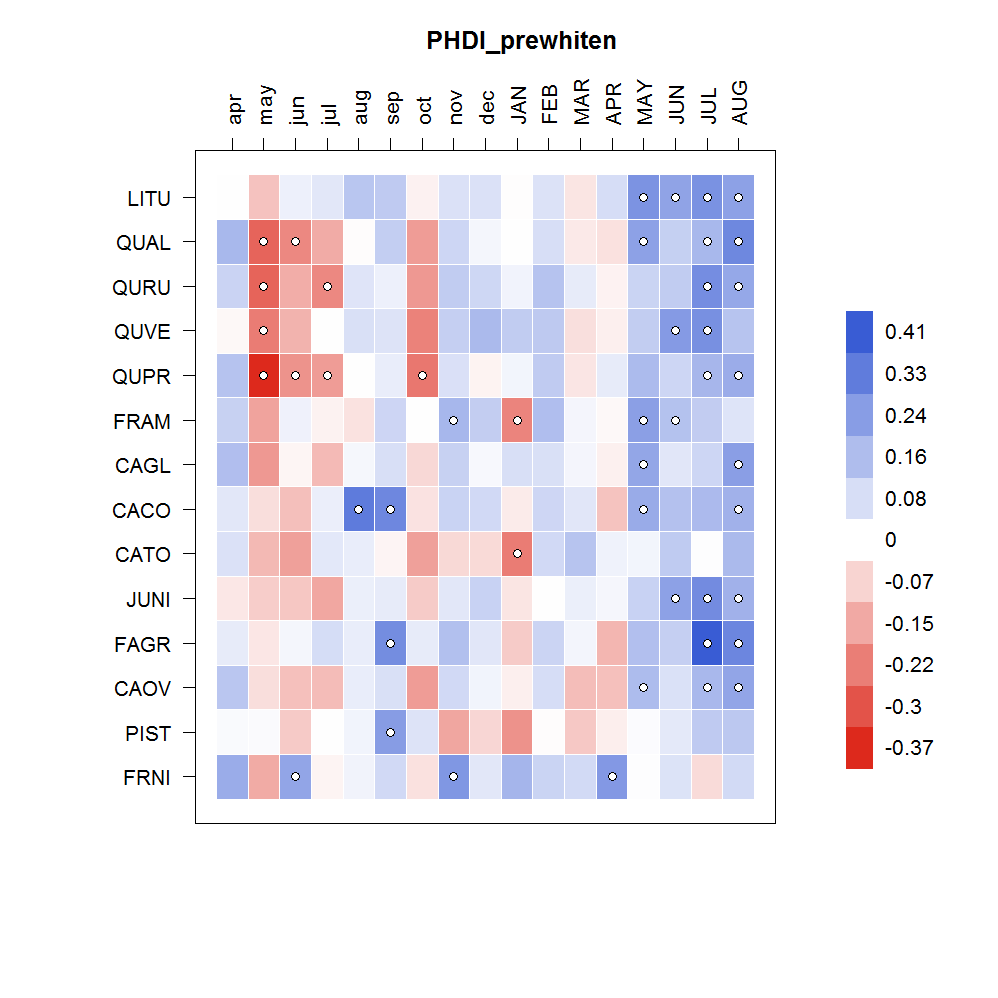 PHDI_prewhiten
apr may jun jul aug sep oct nov dec JAN FEB MAR APR MAY JUN JUL AUG
LITU
QUAL
QURU
QUVE
QUPR
FRAM
CAGL
CACO
CATO
JUNI
FAGR
CAOV
PIST
FRNI
0.41
0.33
0.24
0.16
0.08
0
-0.07
-0.15
-0.22
-0.3
-0.37